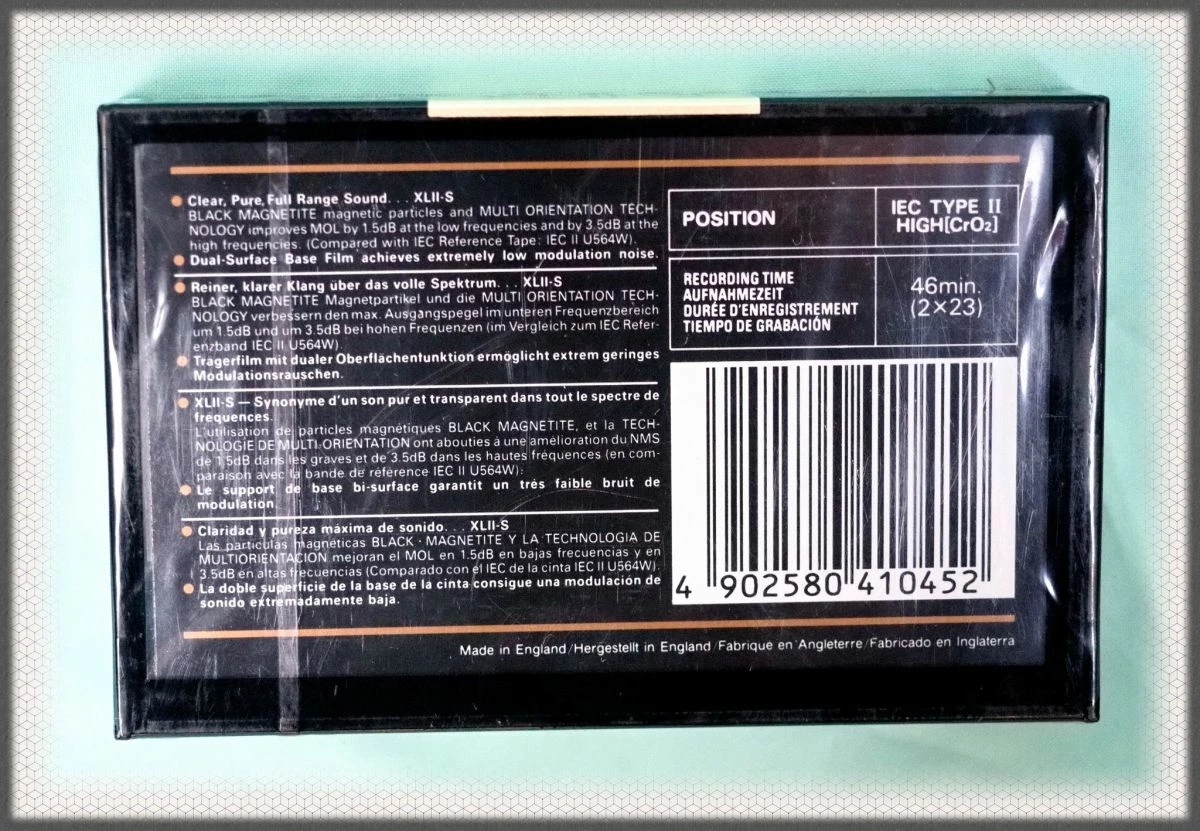 Clear, Pure, Full Range Sound. . . XLII-S
BLACK MAGNETITE magnetic particles and MULTI ORIENTATION TECH-
NOLOGY improves MOL by 1.5dB at the low frequencies and by 3.5dB at the
high frequencies. (Compared with IEC Reference Tape: IEC II U564W).
Dual-Surface Base Film achieves extremely low modulation noise.
Reiner, klarer Klang über das volle Spektrum. . . XLII-S
BLACK MAGNETITE Magnetpartikel und die MULTI ORIENTATION TECH-
NOLOGY verbessern den max. Ausgangspegel im unteren Frequenzbereich
um 1.5dB und um 3.5dB bei hohen Frequenzen (im Vergleich zum IEC Refer-
enzband IEC II U564W).
Tragerfilm mit dualer Oberflächenfunktion ermöglicht extrem geringes
Modulationsrauschen.
XLII-S — Synonyme d'un son pur et transparent dans tout le spectre de
fréquences.
L'utilisation de particles magnétiques BLACK MAGNETITE, et la TECH-
NOLOGIE DE MULTI-ORIENTATION ont abouties à une amélioration du NMS
de 1.5dB dans les graves et de 3.5dB dans les hautes fréquences (en com-
paraison avec la bande de référence IEC II U564W).
Le support de base bi-surface garantit un très faible bruit de
modulation.
Claridad y pureza máxima de sonido. . . XLII-S
Las particulas magnéticas BLACK - MAGNETITE Y LA TECHNOLOGIA DE
MULTIORIENTACION mejoran el MOL en 1.5dB en bajas frecuencias y en
3.5dB en altas frecuencias (Comparado con el IEC de la cinta IEC II U564W).
La doble superficie de la base de la cinta consigue una modulación de
sonido extremadamente baja.
POSITION
IEC TYPE II
HIGH[CrO₂]
RECORDING TIME
AUFNAHMEZEIT
DURÉE D'ENREGISTREMENT
TIEMPO DE GRABACIÓN
46min.
(2×23)
4 902580 410452
Made in England/Hergestellt in England/Fabrique en Angleterre/Fabricado en Inglaterra